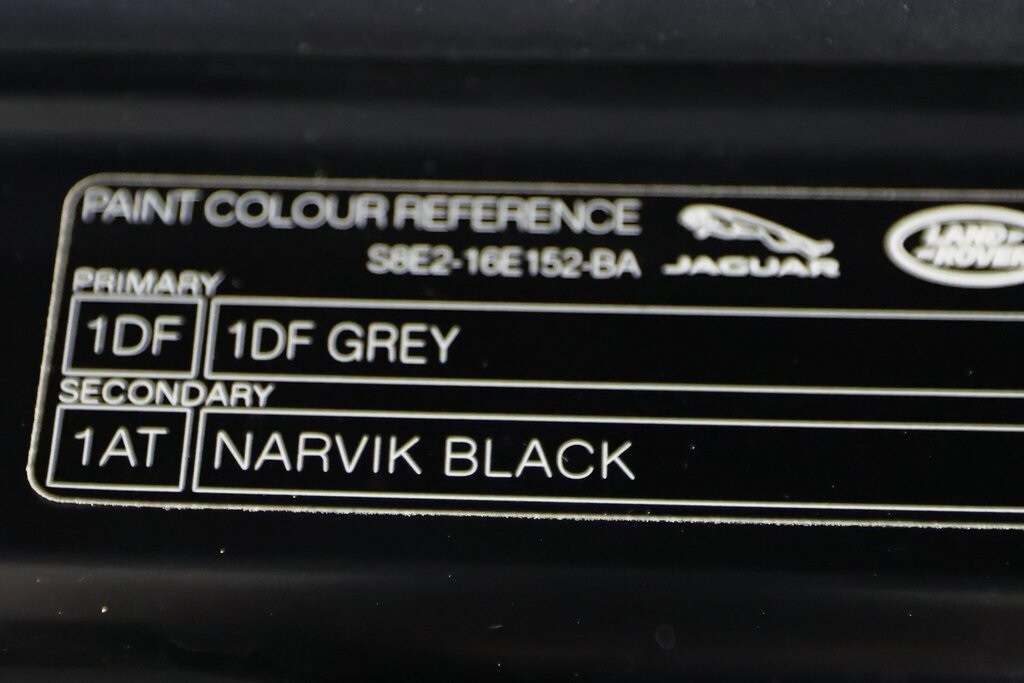 PAINT COLOUR REFERENCE
S8E2-16E152-BA
JAGUAR
LAND
ROVER
PRIMARY
1DF 1DF GREY
SECONDARY
1AT NARVIK BLACK